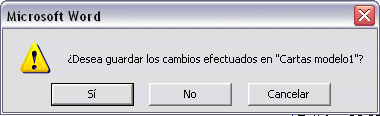 Microsoft Word
¿Desea guardar los cambios efectuados en "Cartas modelo1"?
Sí No Cancelar